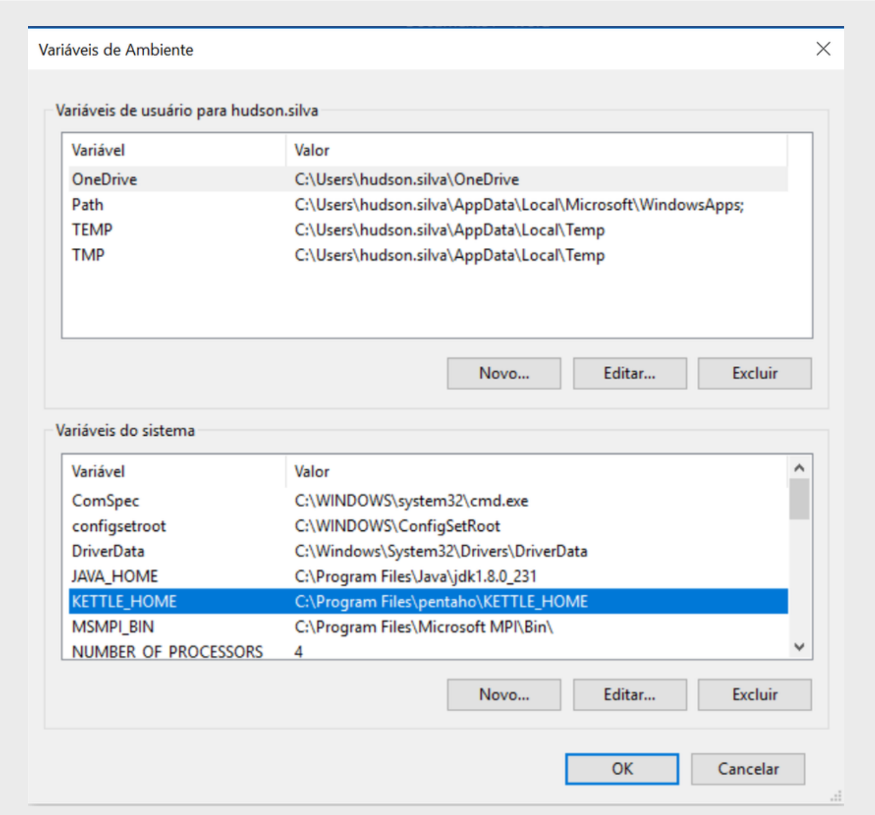 Variáveis de Ambiente
Variáveis de usuário para hudson.silva
Variável Valor
OneDrive C:\Users\hudson.silva\OneDrive
Path C:\Users\hudson.silva\AppData\Local\Microsoft\WindowsApps;
TEMP C:\Users\hudson.silva\AppData\Local\Temp
TMP C:\Users\hudson.silva\AppData\Local\Temp
Novo... Editar... Excluir
Variáveis do sistema
Variável Valor
ComSpec C:\WINDOWS\system32\cmd.exe
configsetroot C:\WINDOWS\ConfigSetRoot
DriverData C:\Windows\System32\Drivers\DriverData
JAVA_HOME C:\Program Files\Java\jdk1.8.0_231
KETTLE_HOME C:\Program Files\pentaho\KETTLE_HOME
MSMPI_BIN C:\Program Files\Microsoft MPI\Bin\
NUMBER_OF_PROCESSORS 4
Novo... Editar... Excluir
OK Cancelar